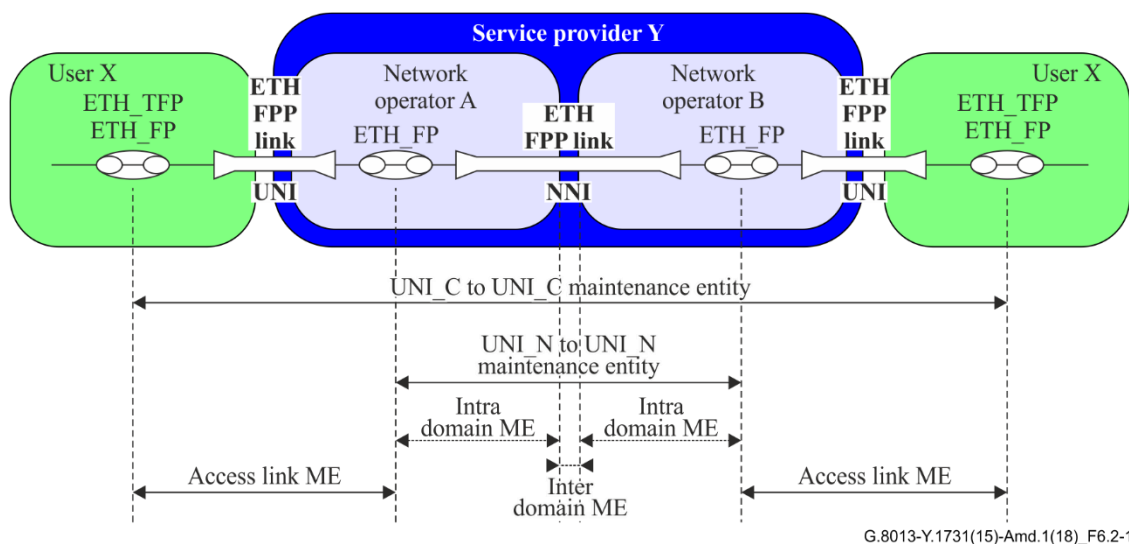 Service provider Y
User X
ETH_TFP
ETH_FP
ETH
FPP
link
UNI
Network
operator A
ETH_FP
ETH
FPP link
NNI
Network
operator B
ETH_FP
ETH
FPP
link
UNI
User X
ETH_TFP
ETH_FP
UNI_C to UNI_C maintenance entity
UNI_N to UNI_N
maintenance entity
Intra
domain ME
Intra
domain ME
Access link ME
Inter
domain ME
Access link ME
G.8013-Y.1731(15)-Amd.1(18)_F6.2-1